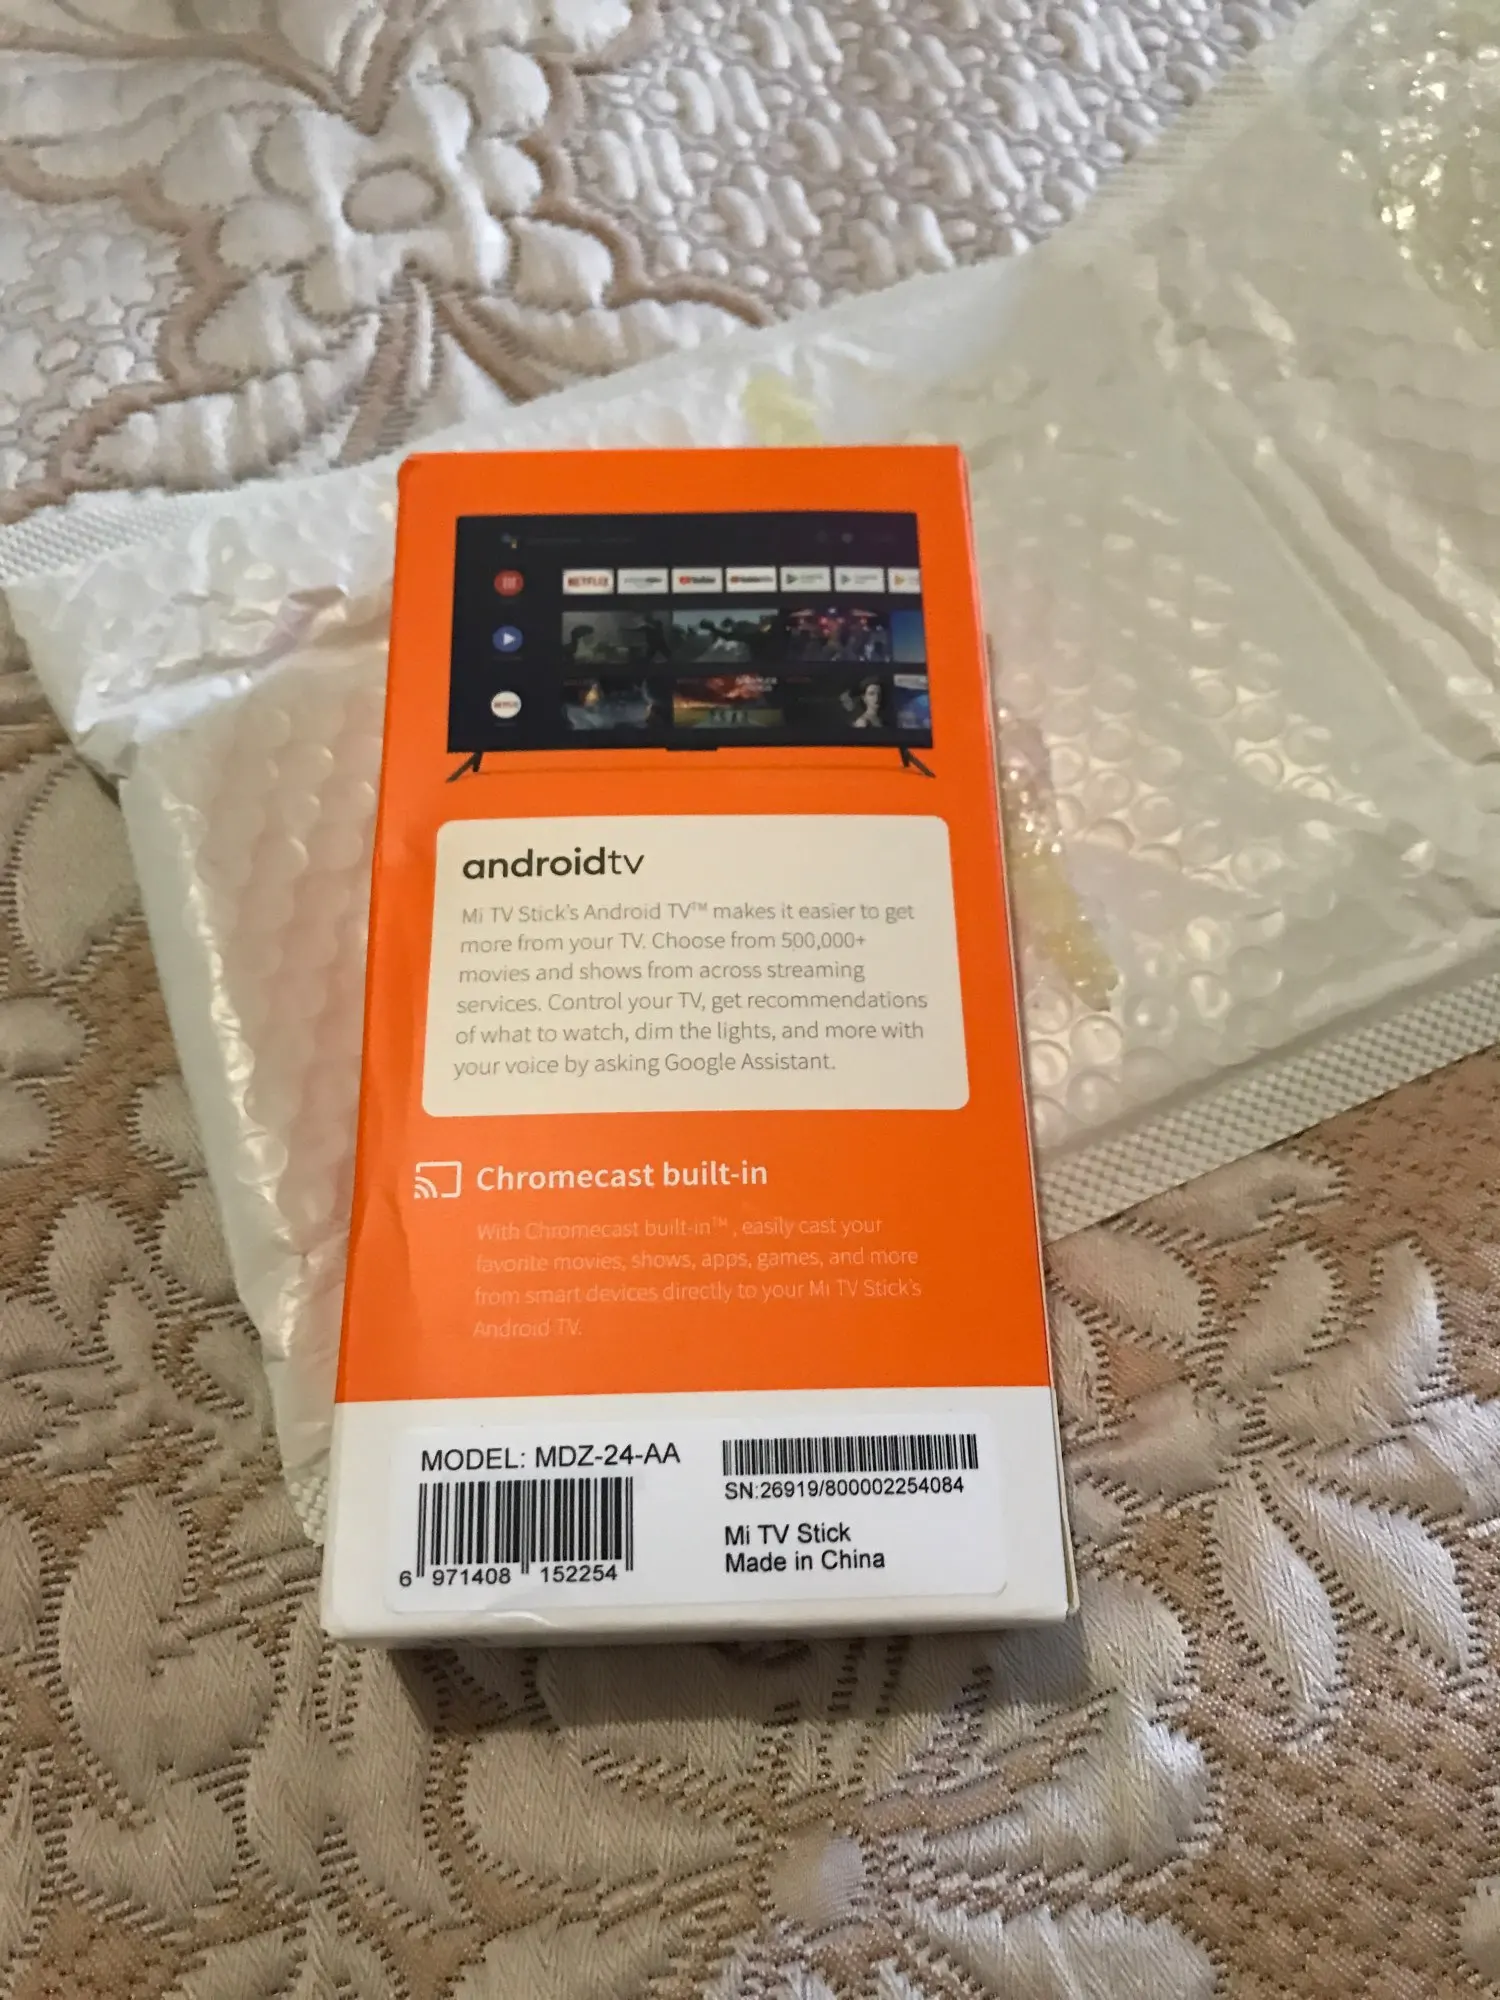 NETFLIX
YouTube
androidtv
Mi TV Stick's Android TV™ makes it easier to get
more from your TV. Choose from 500,000+
movies and shows from across streaming
services. Control your TV, get recommendations
of what to watch, dim the lights, and more with
your voice by asking Google Assistant.
Chromecast built-in
With Chromecast built-in™, easily cast your
favorite movies, shows, apps, games, and more
from smart devices directly to your Mi TV Stick's
Android TV.
MODEL: MDZ-24-AA
6 971408 152254
SN:26919/800002254084
Mi TV Stick
Made in China